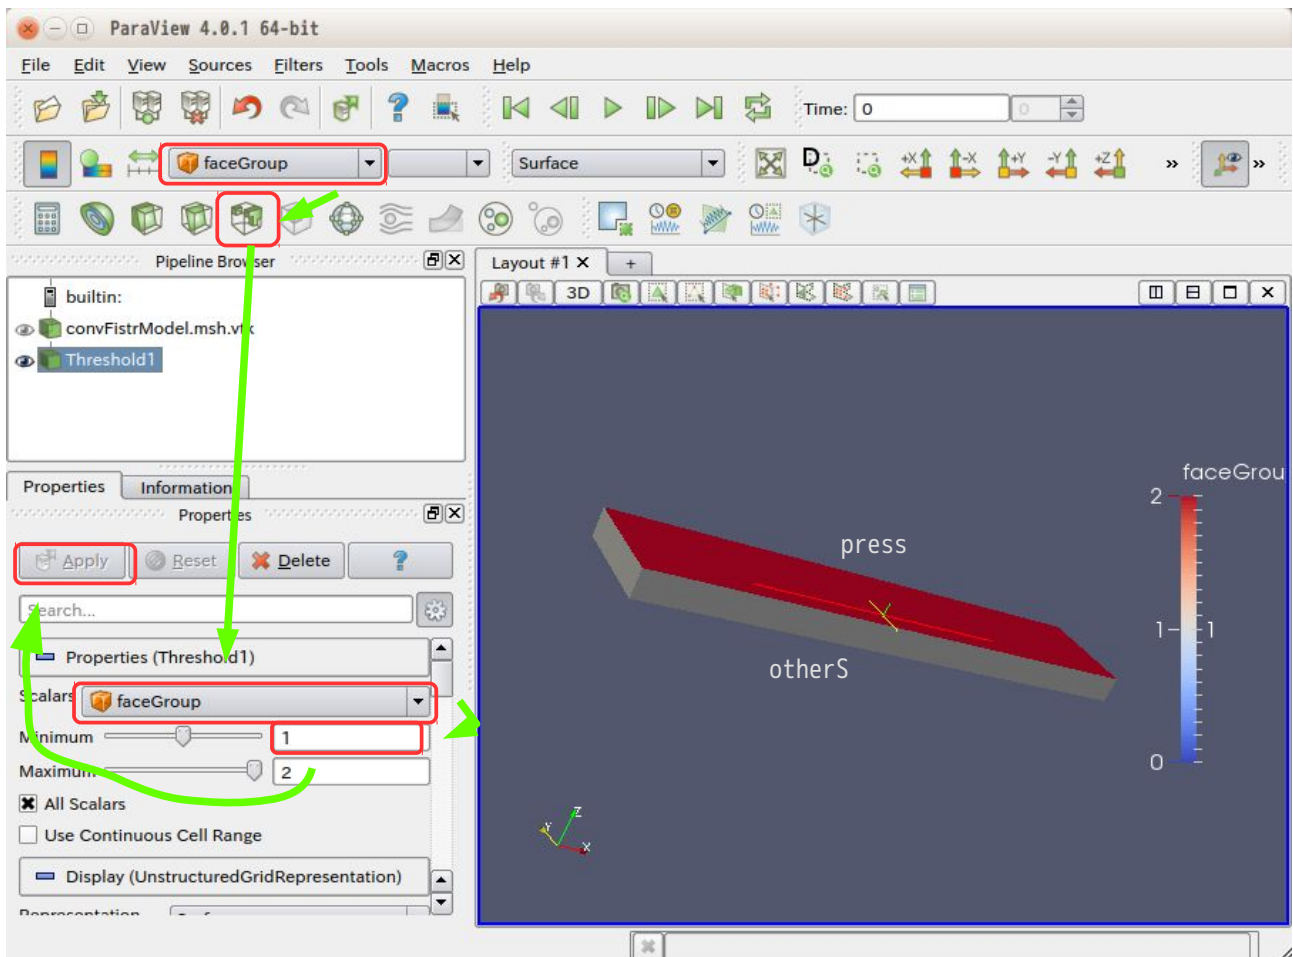 ParaView 4.0.1 64-bit
File Edit View Sources Filters Tools Macros Help
Time: 0 0
faceGroup Surface +X -X +Y -Y +Z » »
Pipeline Browser
builtin:
convFistrModel.msh.vtk
Threshold1
Properties Information
Properties
Apply Reset Delete ?
Search...
Properties (Threshold1)
Scalars faceGroup
Minimum 1
Maximum 2
All Scalars
Use Continuous Cell Range
Display (UnstructuredGridRepresentation)
Layout #1 +
3D
faceGrou
2
press
1 1
otherS
0
Z
Y
X